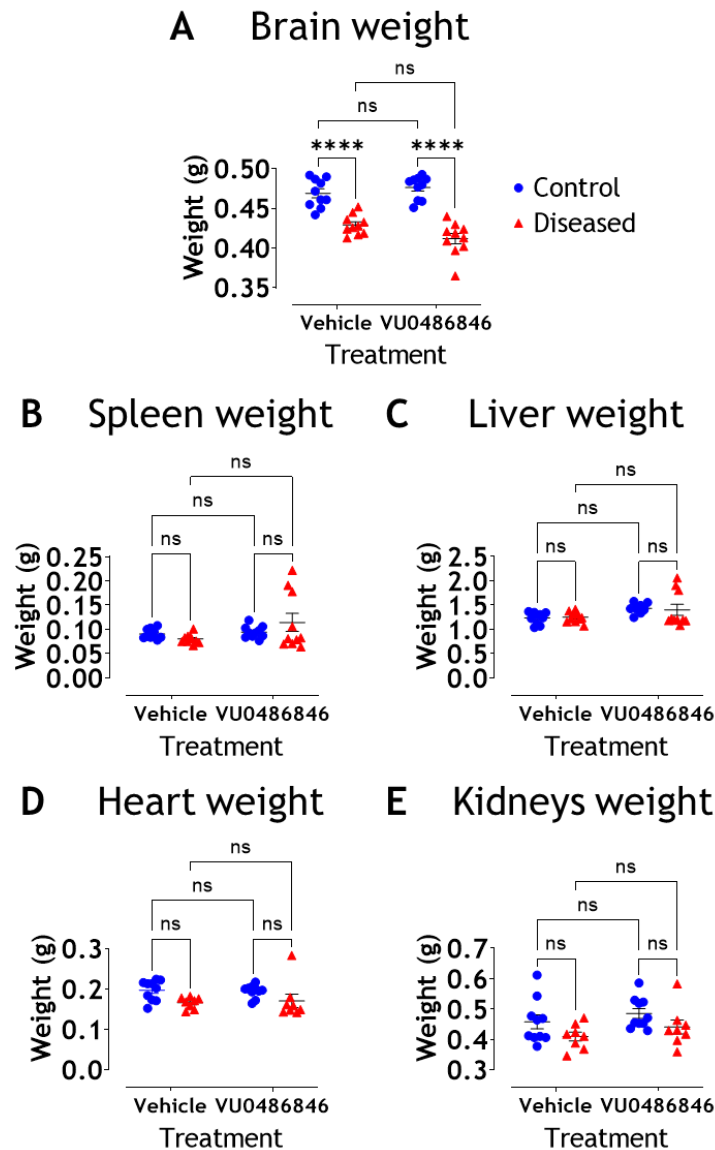 A Brain weight
ns
ns
**** ****
Weight (g)
0.50
0.45
0.40
0.35
Control
Diseased
Vehicle VU0486846
Treatment
B Spleen weight
ns
ns
ns ns
Weight (g)
0.25
0.20
0.15
0.10
0.05
0.00
Vehicle VU0486846
Treatment
C Liver weight
ns
ns
ns ns
Weight (g)
2.5
2.0
1.5
1.0
0.5
0.0
Vehicle VU0486846
Treatment
D Heart weight
ns
ns
ns ns
Weight (g)
0.3
0.2
0.1
0.0
Vehicle VU0486846
Treatment
E Kidneys weight
ns
ns
ns ns
Weight (g)
0.7
0.6
0.5
0.4
0.3
Vehicle VU0486846
Treatment